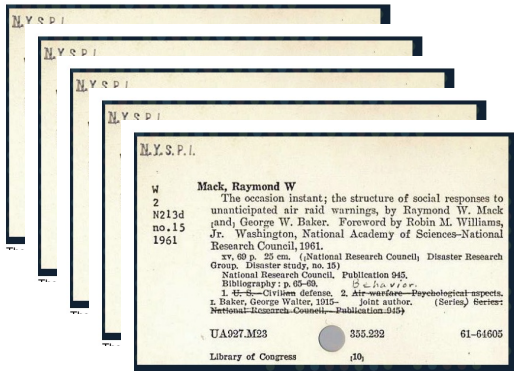 N.Y.S.P.I.
N.Y.S.P.I.
N.Y.S.P.I.
N.Y.S.P.I.
N.Y.S.P.I.
W
2
N213d
no.15
1961
Mack, Raymond W
The occasion instant; the structure of social responses to
unanticipated air raid warnings, by Raymond W. Mack
[and] George W. Baker. Foreword by Robin M. Williams,
Jr. Washington, National Academy of Sciences-National
Research Council, 1961.
xv, 69 p. 25 cm. ([National Research Council] Disaster Research
Group. Disaster study, no. 15)
National Research Council. Publication 945.
Bibliography: p. 65-69. Behavior.
1. U. S.-Civilian defense. 2. Air warfare-Psychological aspects.
I. Baker, George Walter, 1915- joint author. (Series) Series:
National Research Council. Publication 945)
UA927.M23 355.232 61-64605
Library of Congress [10]